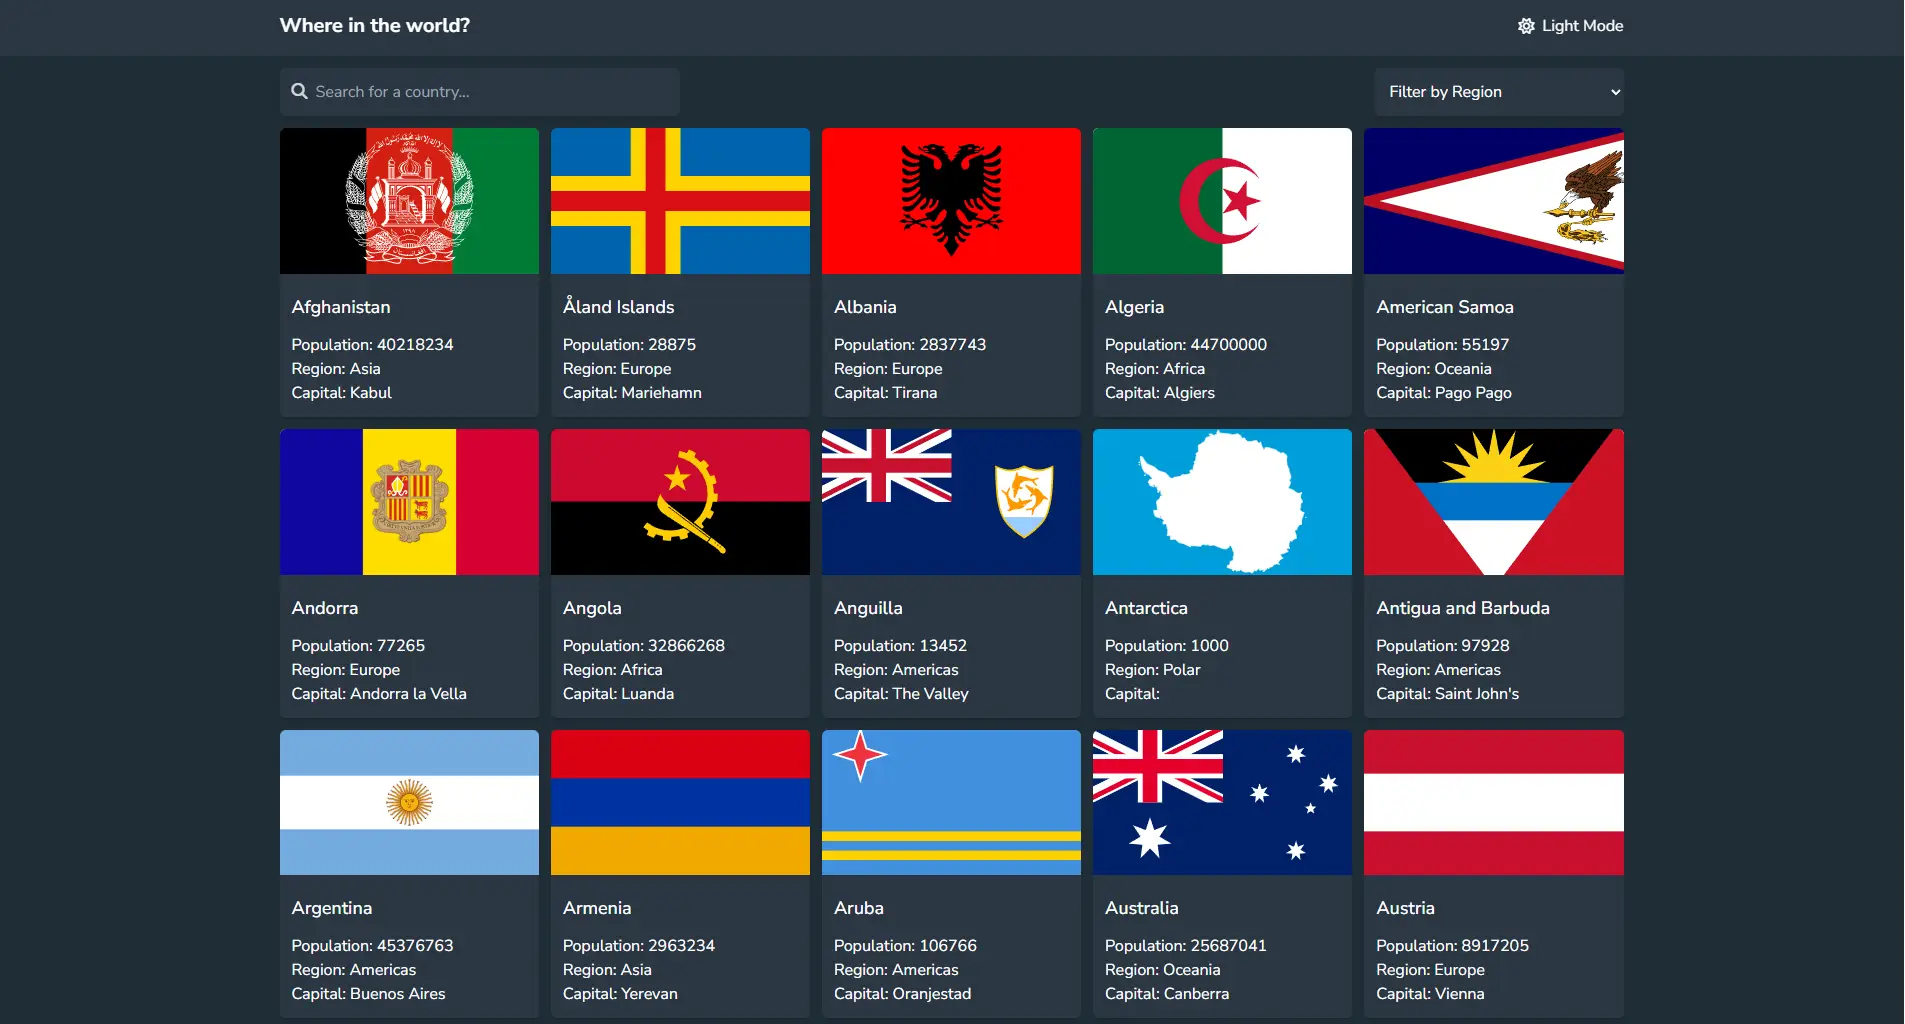 Where in the world?
Light Mode
Search for a country...
Filter by Region
Afghanistan
Population: 40218234
Region: Asia
Capital: Kabul
Åland Islands
Population: 28875
Region: Europe
Capital: Mariehamn
Albania
Population: 2837743
Region: Europe
Capital: Tirana
Algeria
Population: 44700000
Region: Africa
Capital: Algiers
American Samoa
Population: 55197
Region: Oceania
Capital: Pago Pago
Andorra
Population: 77265
Region: Europe
Capital: Andorra la Vella
Angola
Population: 32866268
Region: Africa
Capital: Luanda
Anguilla
Population: 13452
Region: Americas
Capital: The Valley
Antarctica
Population: 1000
Region: Polar
Capital:
Antigua and Barbuda
Population: 97928
Region: Americas
Capital: Saint John's
Argentina
Population: 45376763
Region: Americas
Capital: Buenos Aires
Armenia
Population: 2963234
Region: Asia
Capital: Yerevan
Aruba
Population: 106766
Region: Americas
Capital: Oranjestad
Australia
Population: 25687041
Region: Oceania
Capital: Canberra
Austria
Population: 8917205
Region: Europe
Capital: Vienna